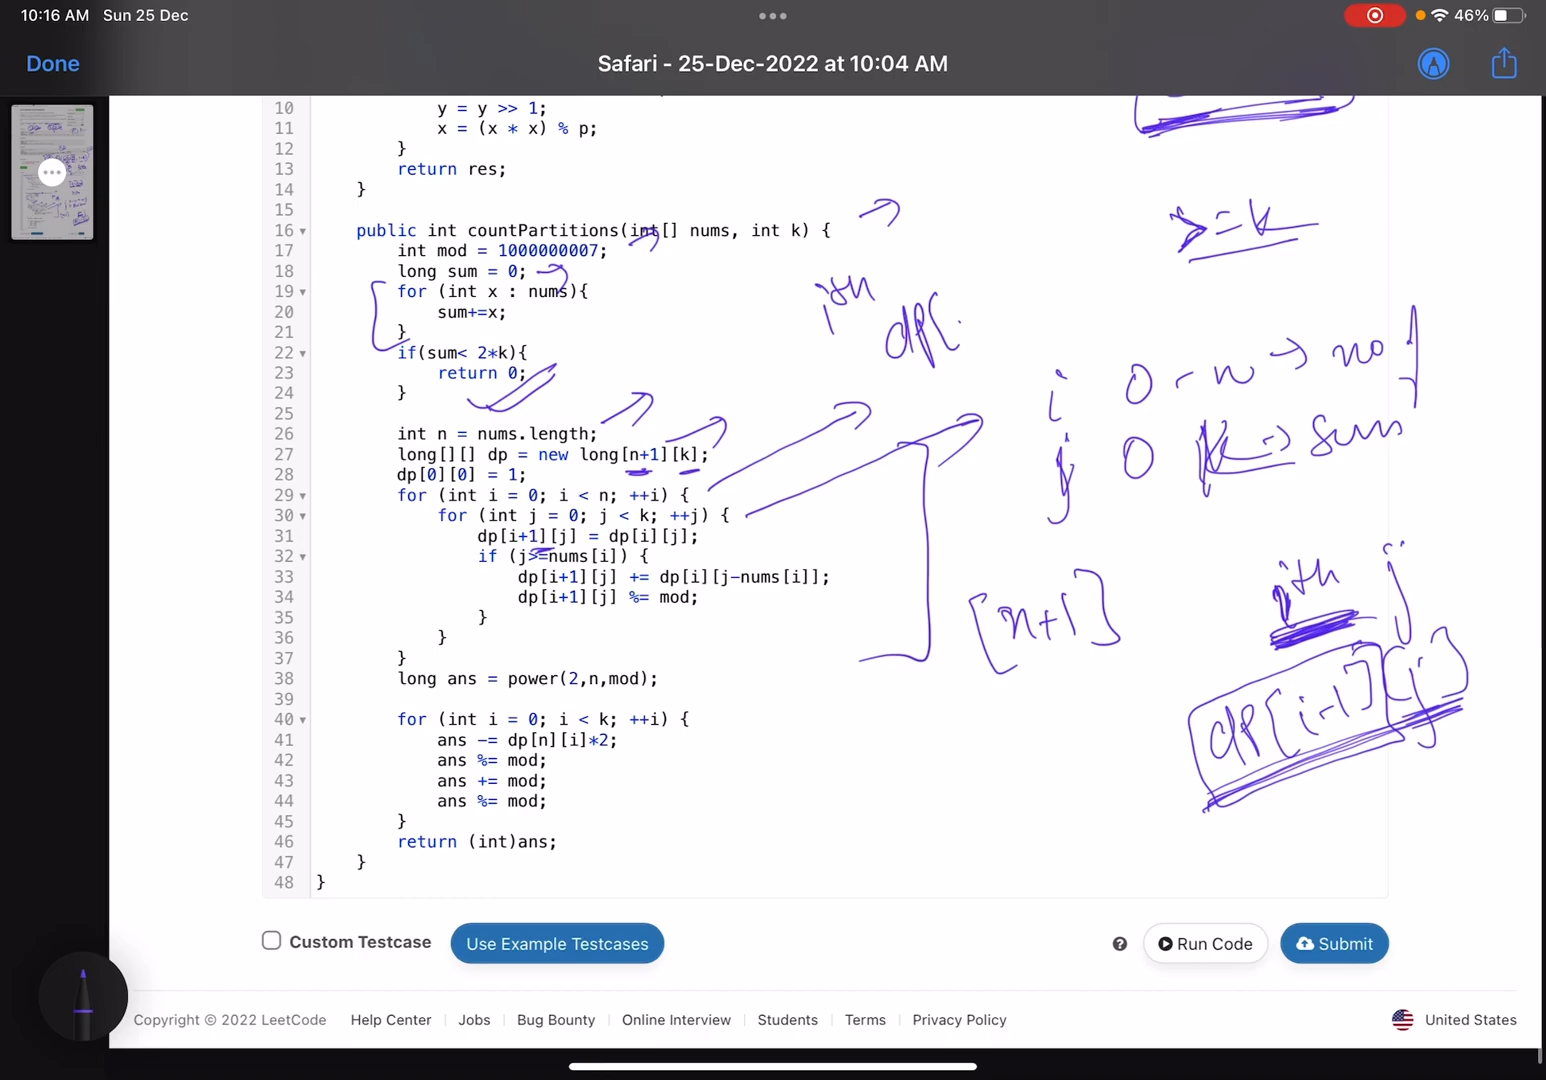 10:16 AM Sun 25 Dec
46%
Done
Safari - 25-Dec-2022 at 10:04 AM
10 y = y >> 1;
11 x = (x * x) % p;
12 }
13 return res;
14 }
15
16 public int countPartitions(int[] nums, int k) {
17 int mod = 1000000007;
18 long sum = 0;
19 for (int x : nums){
20 sum+=x;
21 }
22 if(sum< 2*k){
23 return 0;
24 }
25
26 int n = nums.length;
27 long[][] dp = new long[n+1][k];
28 dp[0][0] = 1;
29 for (int i = 0; i < n; ++i) {
30 for (int j = 0; j < k; ++j) {
31 dp[i+1][j] = dp[i][j];
32 if (j>=nums[i]) {
33 dp[i+1][j] += dp[i][j-nums[i]];
34 dp[i+1][j] %= mod;
35 }
36 }
37 }
38 long ans = power(2,n,mod);
39
40 for (int i = 0; i < k; ++i) {
41 ans -= dp[n][i]*2;
42 ans %= mod;
43 ans += mod;
44 ans %= mod;
45 }
46 return (int)ans;
47 }
48 }
>=k
ith
dp[
i 0 - n → no
j 0 k → sum
[n+1]
ith j
dp[i-1][j]
Custom Testcase
Use Example Testcases
Run Code
Submit
Copyright © 2022 LeetCode
Help Center
Jobs
Bug Bounty
Online Interview
Students
Terms
Privacy Policy
United States